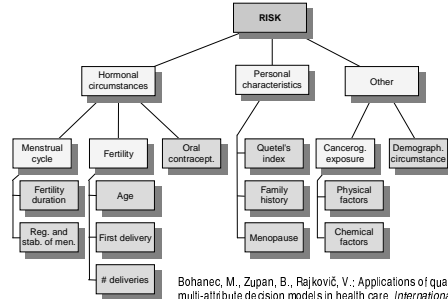 RISK
Hormonal
circumstances
Personal
characteristics
Other
Menstrual
cycle
Fertility
Oral
contracept.
Quetel's
index
Cancerog.
exposure
Demograph.
circumstance
Fertility
duration
Age
Family
history
Physical
factors
Reg. and
stab. of men.
First delivery
Menopause
Chemical
factors
# deliveries
Bohanec, M., Zupan, B., Rajkovič, V.: Applications of qua
multi-attribute decision models in health care, Internation